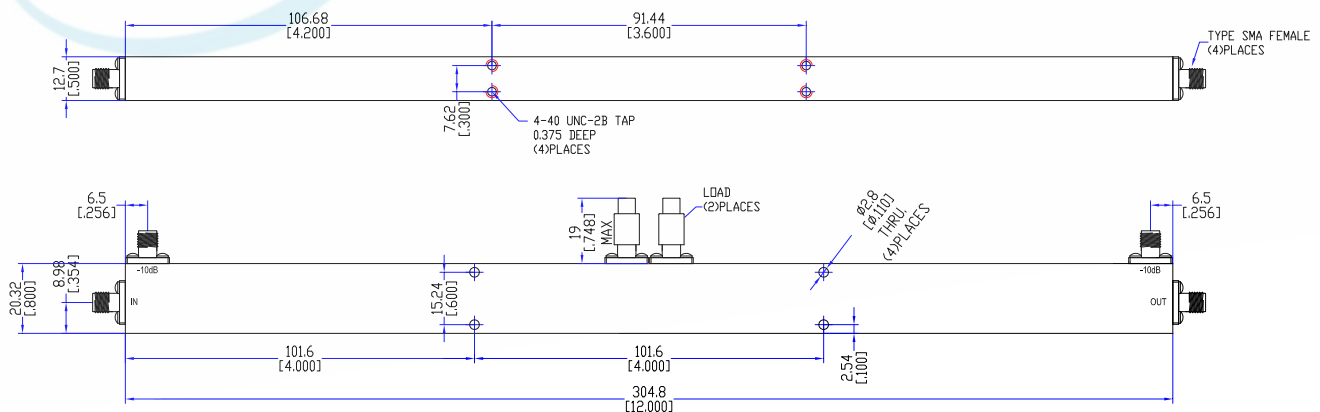 106.68
[4.200]
91.44
[3.600]
TYPE SMA FEMALE
(4)PLACES
12.7
[.500]
7.62
[.300]
4-40 UNC-2B TAP
0.375 DEEP
(4)PLACES
6.5
[.256]
19
[.748]
MAX
LOAD
(2)PLACES
Ø2.8
[Ø.110]
THRU.
(4)PLACES
6.5
[.256]
-10dB
-10dB
20.32
[.800]
8.98
[.354]
IN
15.24
[.600]
OUT
101.6
[4.000]
101.6
[4.000]
2.54
[.100]
304.8
[12.000]